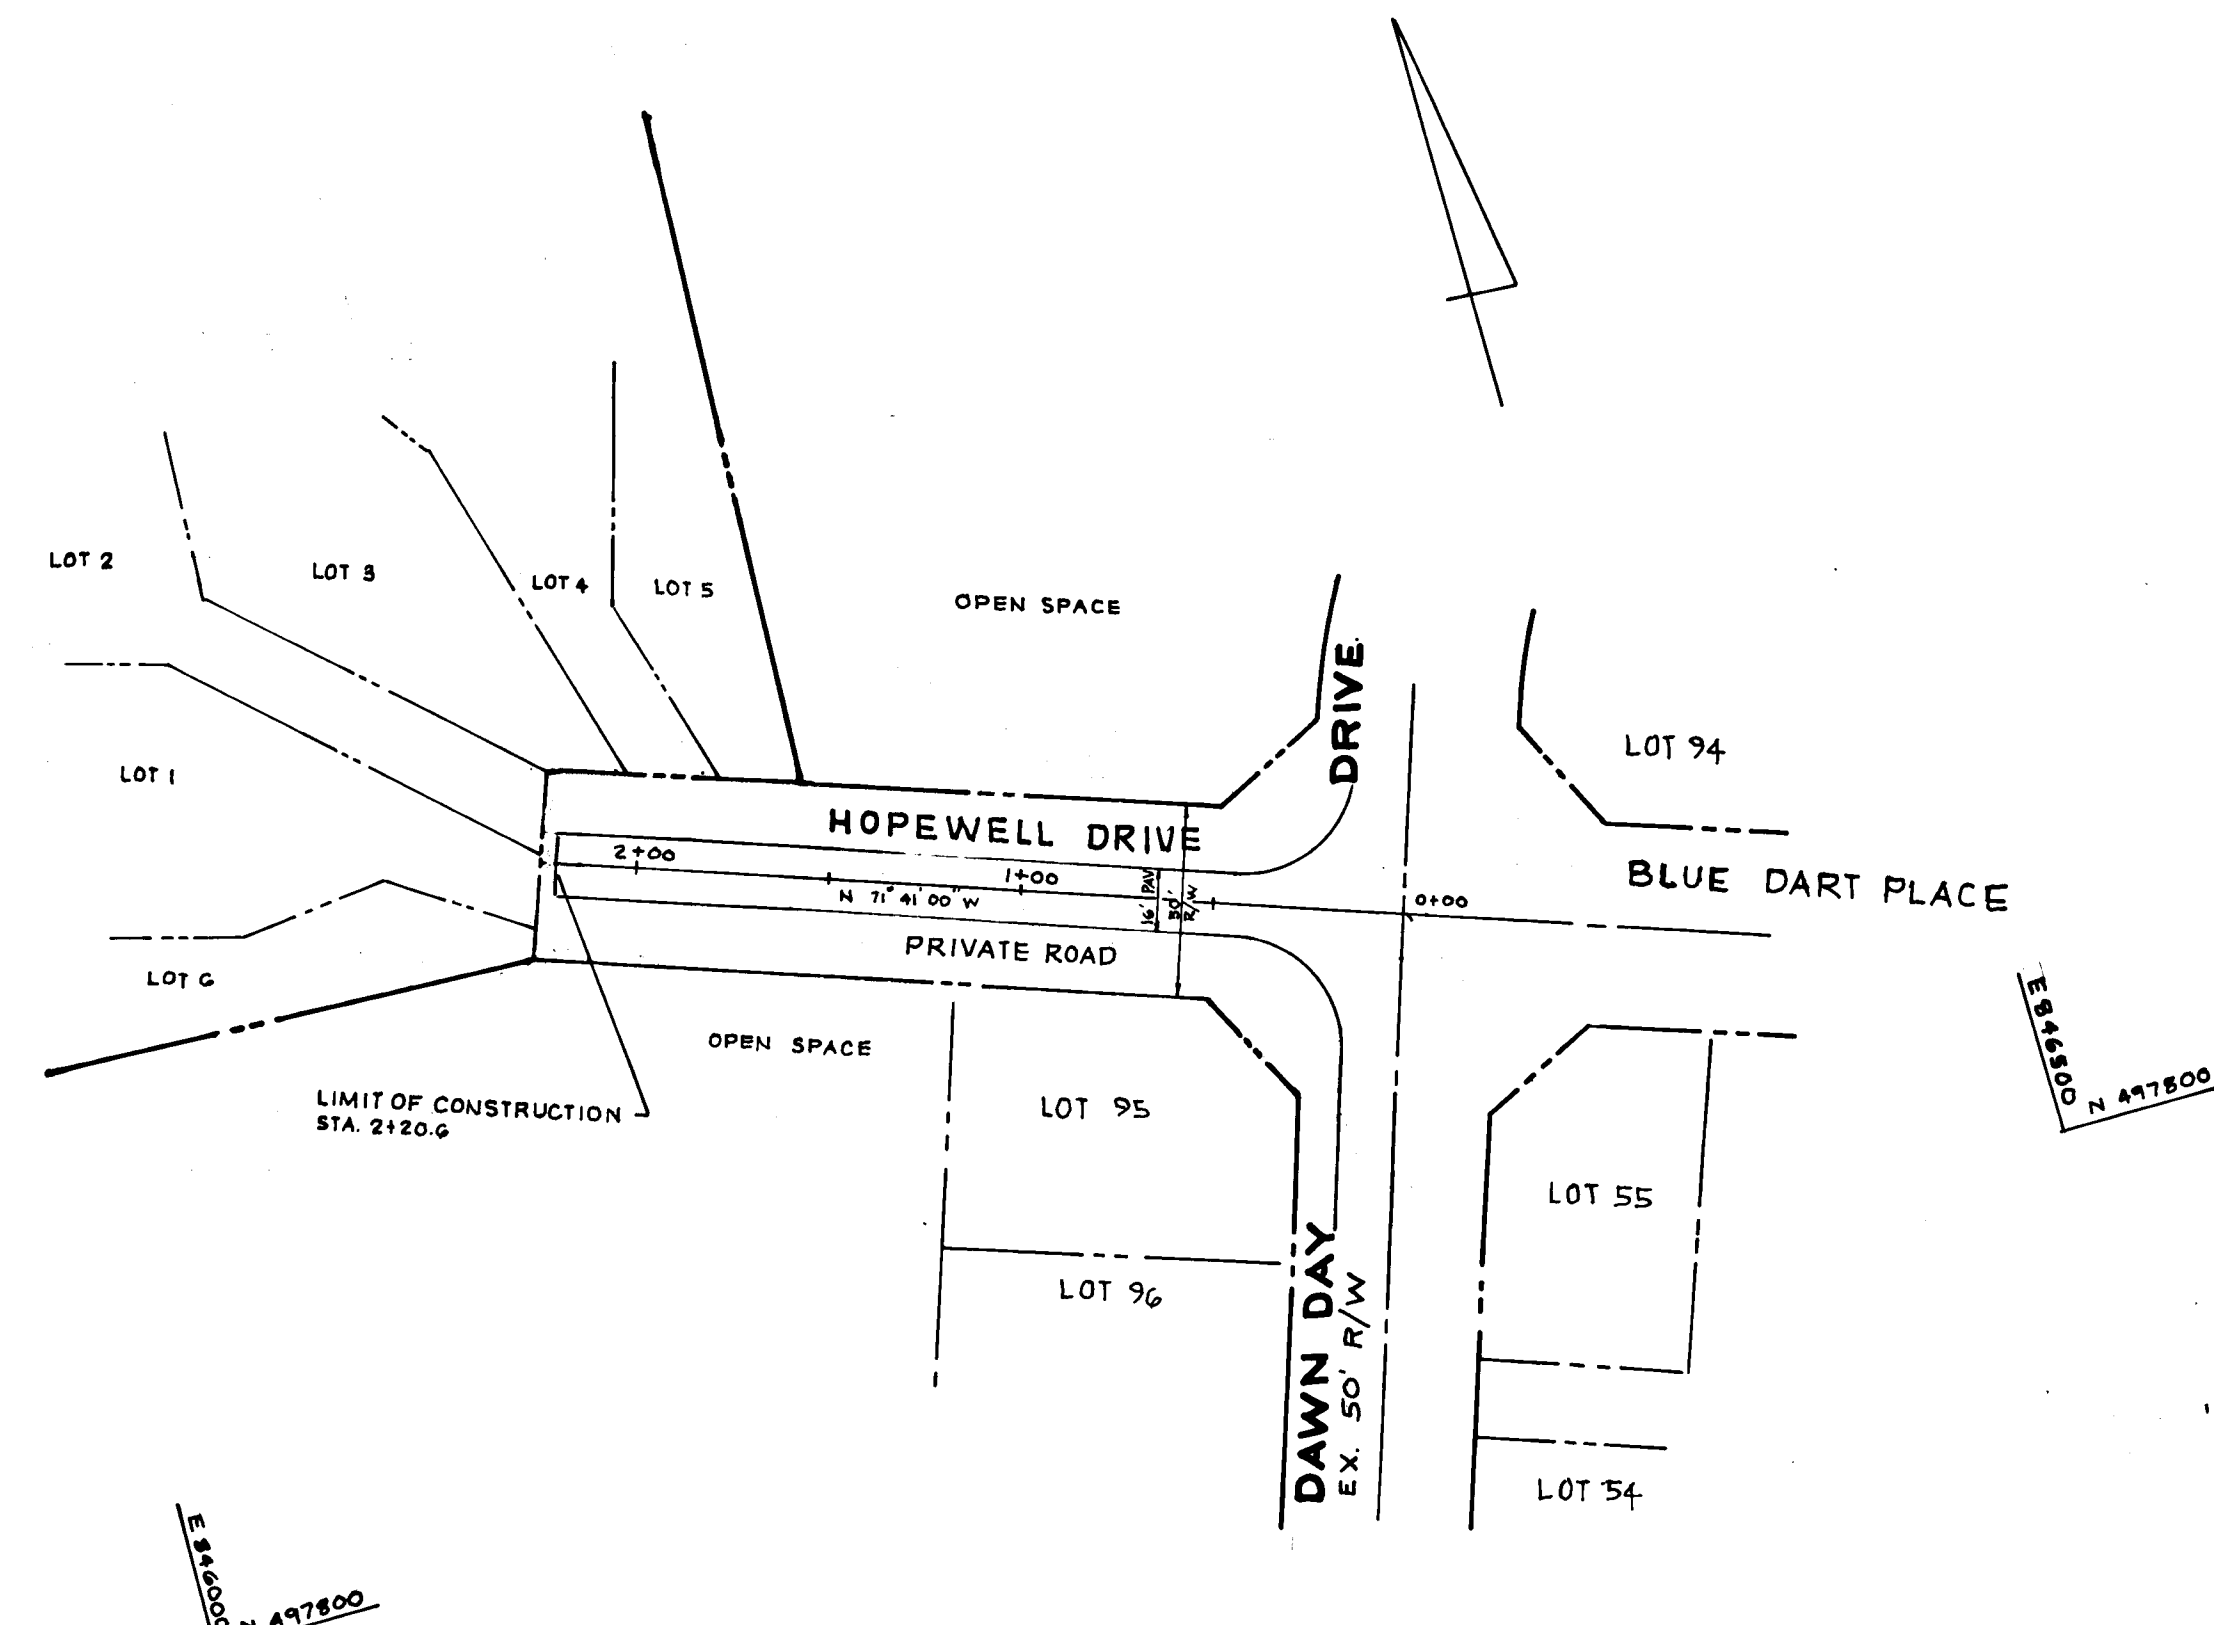 LOT 2
LOT 3
LOT 4
LOT 5
OPEN SPACE
DRIVE.
LOT 94
LOT 1
HOPEWELL DRIVE
2+00
1+00
N 71° 41' 00" W
16' PAV
50'
R/W
0+00
BLUE DART PLACE
PRIVATE ROAD
LOT 6
OPEN SPACE
LIMIT OF CONSTRUCTION
STA. 2+20.6
LOT 95
E 846500
N 497800
LOT 55
LOT 96
DAWN DAY
EX. 50' R/W
LOT 54
E 846000
N 497800